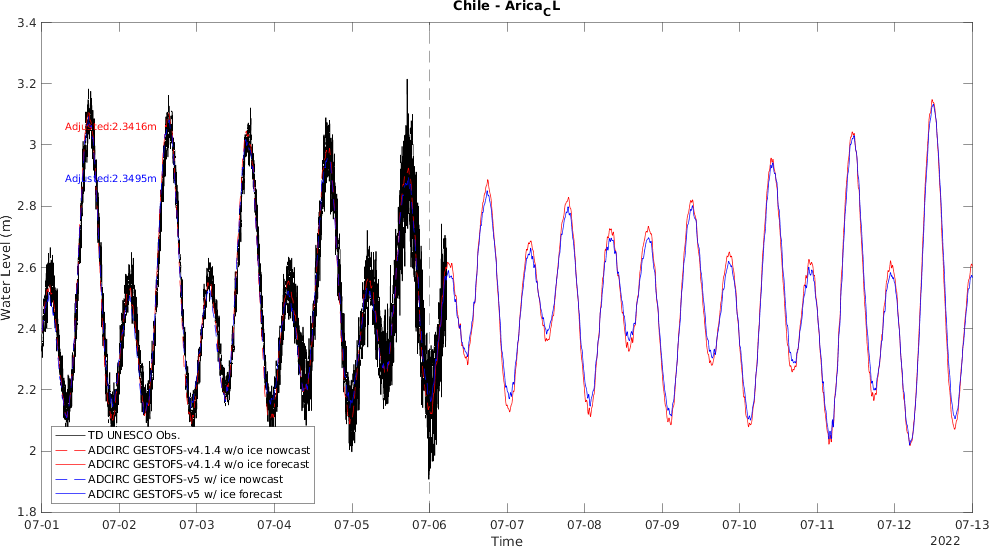 Chile - Arica_CL
3.4
3.2
3
2.8
2.6
2.4
2.2
2
1.8
Water Level (m)
Adjusted:2.3416m
Adjusted:2.3495m
TD UNESCO Obs.
ADCIRC GESTOFS-v4.1.4 w/o ice nowcast
ADCIRC GESTOFS-v4.1.4 w/o ice forecast
ADCIRC GESTOFS-v5 w/ ice nowcast
ADCIRC GESTOFS-v5 w/ ice forecast
07-01 07-02 07-03 07-04 07-05 07-06 07-07 07-08 07-09 07-10 07-11 07-12 07-13
Time
2022